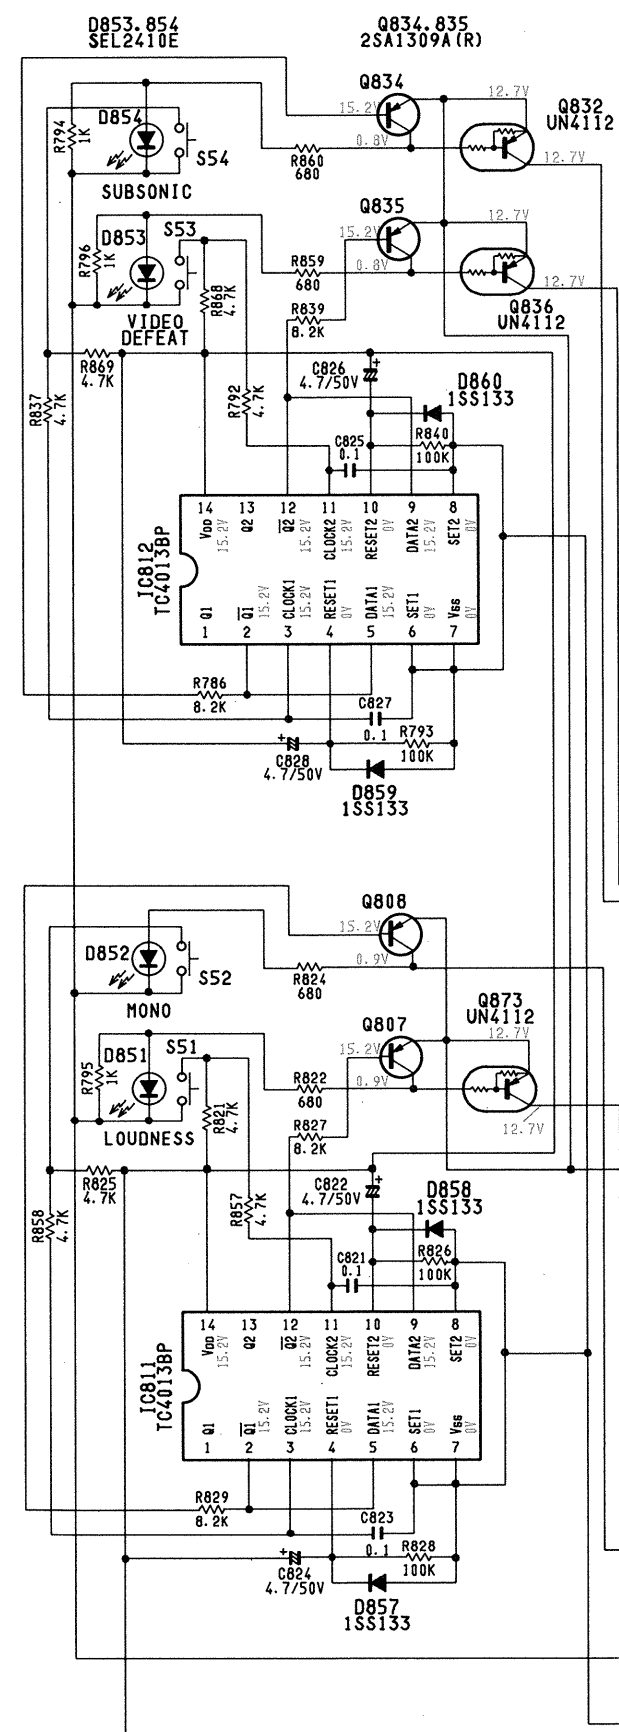 D853.854
SEL2410E
Q834.835
2SA1309A(R)
Q834
12.7V
15.2V
Q832
UN4112
D854
R794
1K
S54
0.8V
R860
680
12.7V
SUBSONIC
Q835
12.7V
15.2V
S53
D853
R796
1K
R859
680
0.8V
12.7V
R868
4.7K
R839
8.2K
Q836
UN4112
VIDEO
DEFEAT
R869
4.7K
C826
4.7/50V
D860
1SS133
R837
4.7K
R792
4.7K
C825
0.1
R840
100K
14
13
12
11
10
9
8
VDD
15.2V
Q2
Q2
15.2V
CLOCK2
15.2V
RESET2
0V
DATA2
15.2V
SET2
0V
IC812
TC4013BP
Q1
Q1
15.2V
CLOCK1
15.2V
RESET1
0V
DATA1
15.2V
SET1
0V
VSS
0V
1
2
3
4
5
6
7
R786
8.2K
C827
0.1
R793
100K
C828
4.7/50V
D859
1SS133
Q808
15.2V
D852
S52
0.9V
R824
680
MONO
Q873
UN4112
Q807
12.7V
15.2V
S51
D851
R795
1K
R822
680
0.9V
12.7V
R821
4.7K
R827
8.2K
LOUDNESS
R825
4.7K
C822
4.7/50V
D858
1SS133
R858
4.7K
R857
4.7K
C821
0.1
R826
100K
14
13
12
11
10
9
8
VDD
15.2V
Q2
Q2
15.2V
CLOCK2
15.2V
RESET2
0V
DATA2
15.2V
SET2
0V
IC811
TC4013BP
Q1
Q1
15.2V
CLOCK1
15.2V
RESET1
0V
DATA1
15.2V
SET1
0V
VSS
0V
1
2
3
4
5
6
7
R829
8.2K
C823
0.1
R828
100K
C824
4.7/50V
D857
1SS133